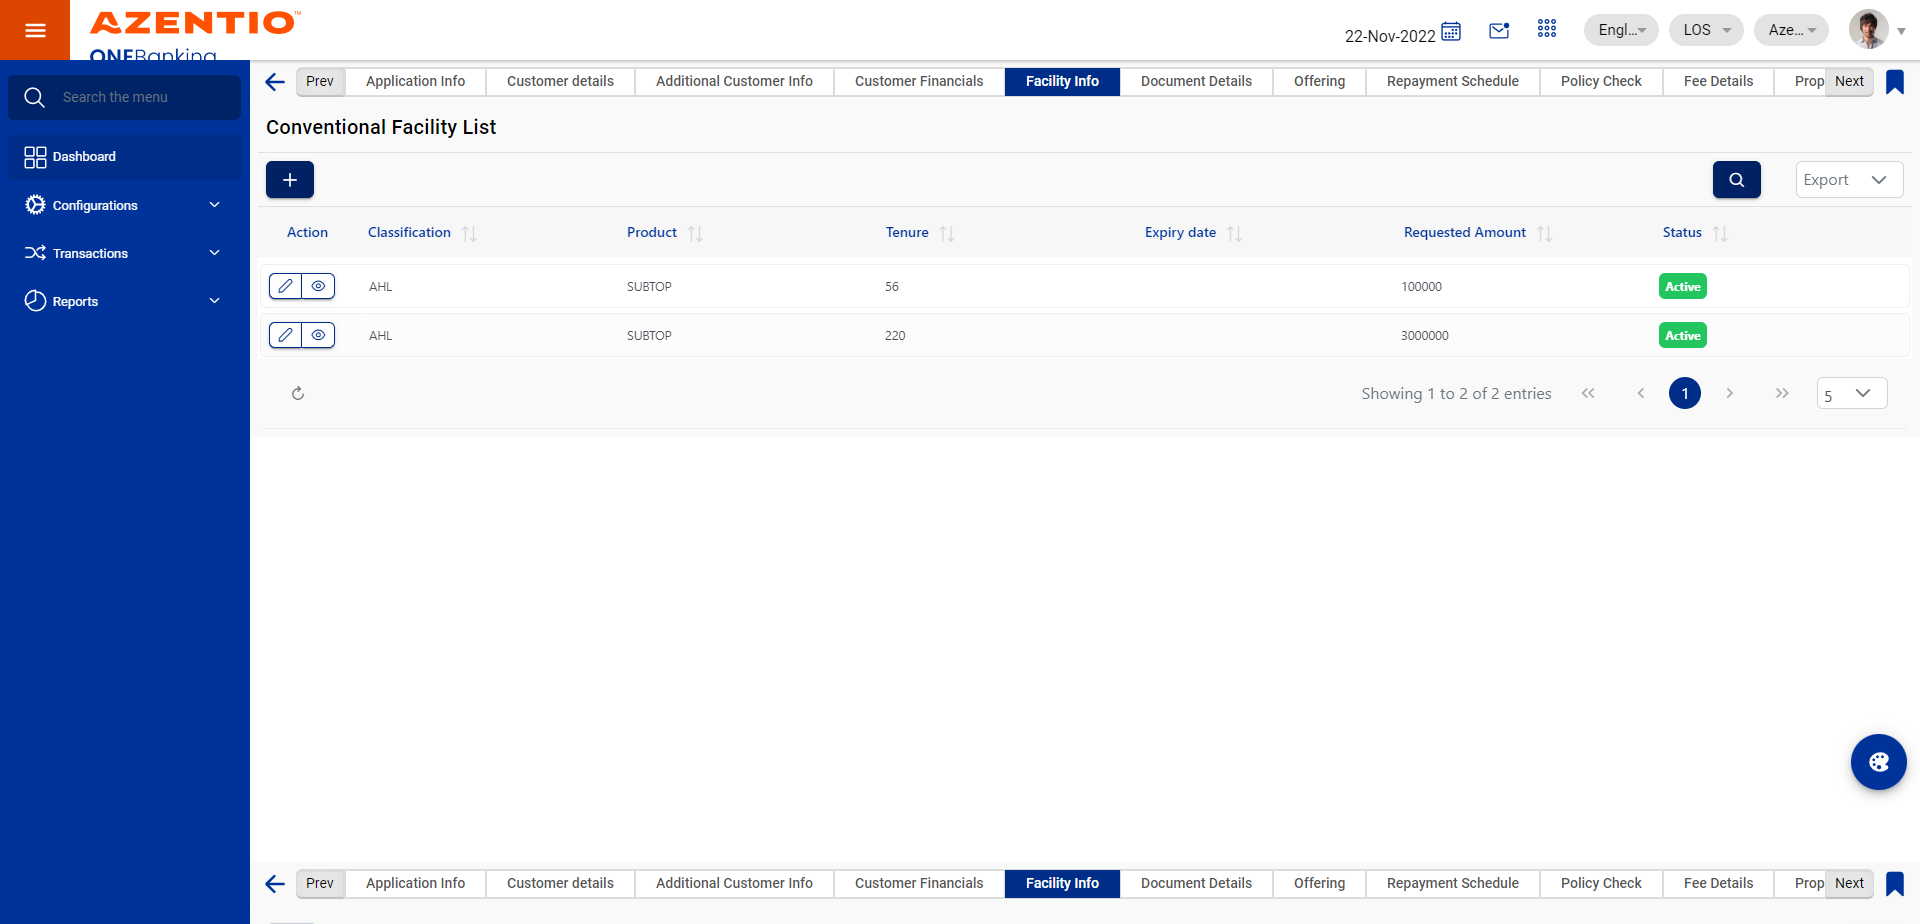 AZENTIO™
ONEBanking
22-Nov-2022
Engl...
LOS
Aze...
Search the menu
Dashboard
Configurations
Transactions
Reports
Prev
Application Info
Customer details
Additional Customer Info
Customer Financials
Facility Info
Document Details
Offering
Repayment Schedule
Policy Check
Fee Details
Prop
Next
Conventional Facility List
Export
Action Classification Product Tenure Expiry date Requested Amount Status
AHL SUBTOP 56 100000 Active
AHL SUBTOP 220 3000000 Active
Showing 1 to 2 of 2 entries
1
5
Prev
Application Info
Customer details
Additional Customer Info
Customer Financials
Facility Info
Document Details
Offering
Repayment Schedule
Policy Check
Fee Details
Prop
Next